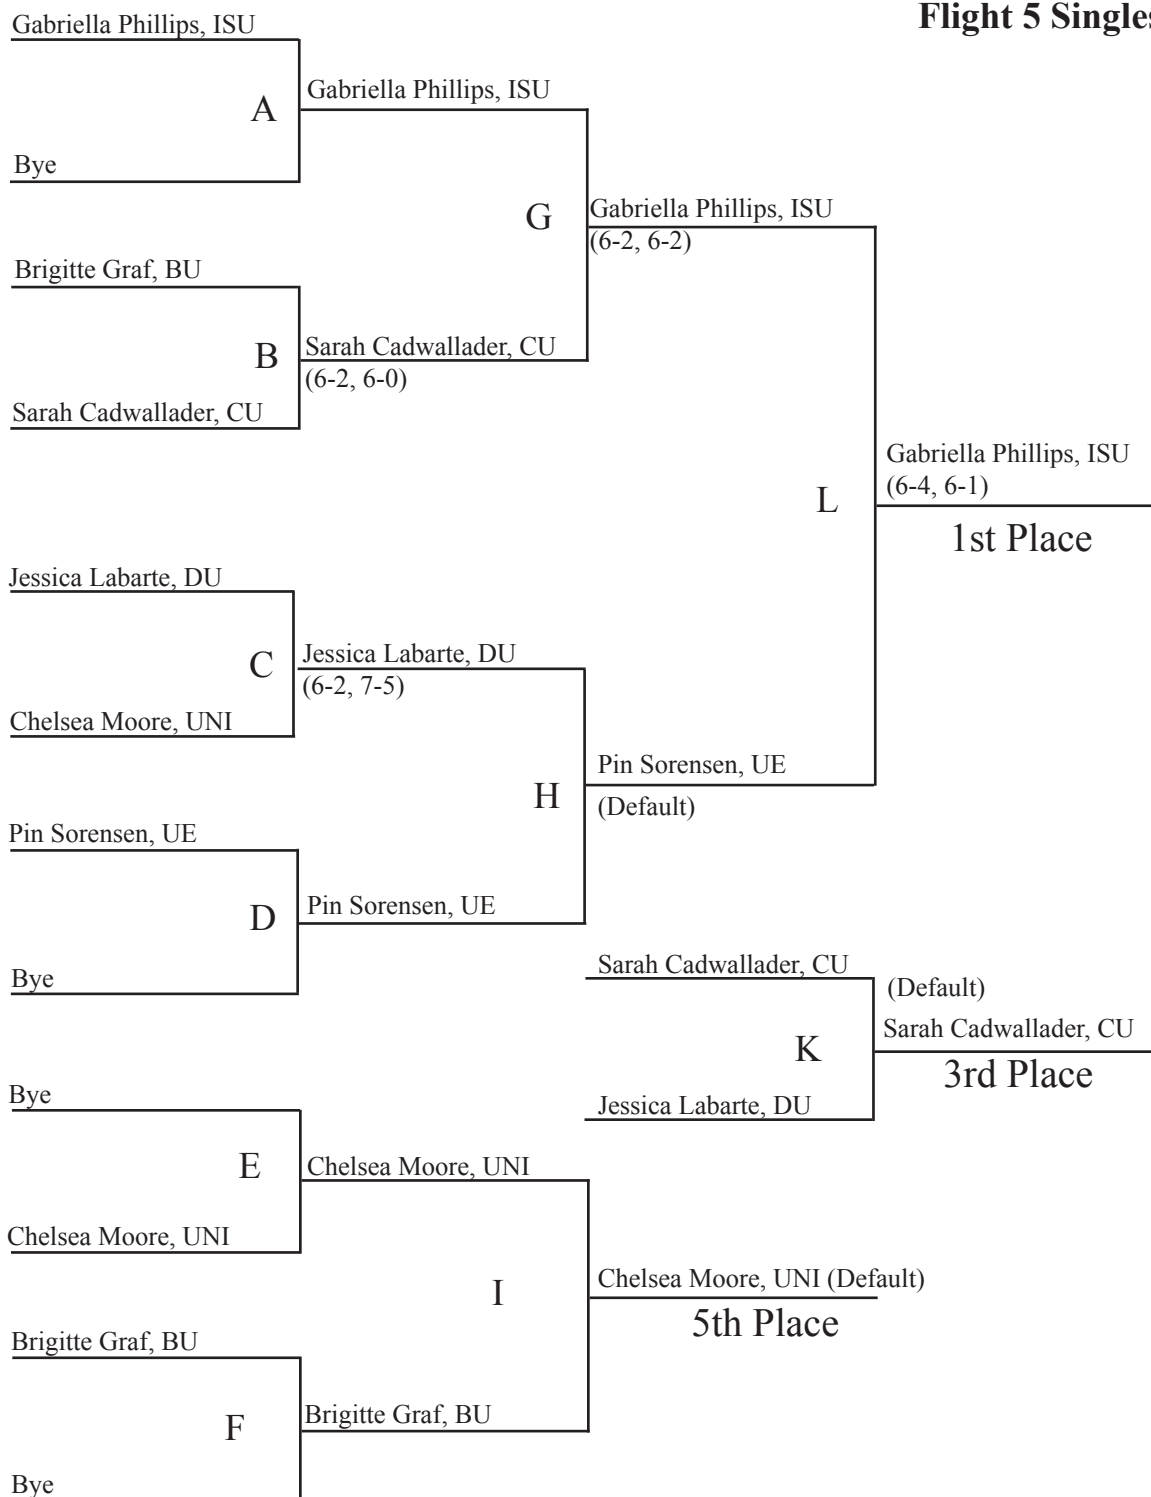 Flight 5 Singles
Gabriella Phillips, ISU
A
Gabriella Phillips, ISU
Bye
G
Gabriella Phillips, ISU
(6-2, 6-2)
Brigitte Graf, BU
B
Sarah Cadwallader, CU
(6-2, 6-0)
Sarah Cadwallader, CU
L
Gabriella Phillips, ISU
(6-4, 6-1)
1st Place
Jessica Labarte, DU
C
Jessica Labarte, DU
(6-2, 7-5)
Chelsea Moore, UNI
H
Pin Sorensen, UE
(Default)
Pin Sorensen, UE
D
Pin Sorensen, UE
Bye
Sarah Cadwallader, CU
(Default)
K
Sarah Cadwallader, CU
3rd Place
Jessica Labarte, DU
Bye
E
Chelsea Moore, UNI
Chelsea Moore, UNI
I
Chelsea Moore, UNI (Default)
5th Place
Brigitte Graf, BU
F
Brigitte Graf, BU
Bye